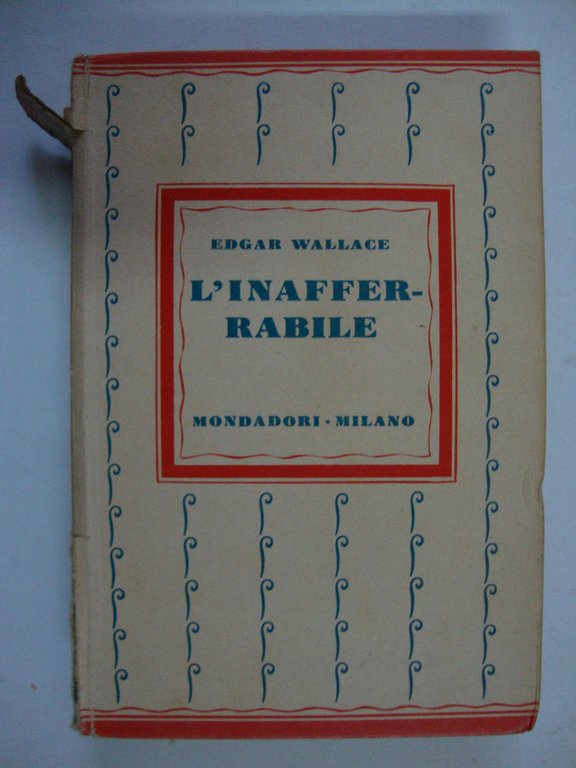 EDGAR WALLACE
L'INAFFER-
RABILE
MONDADORI · MILANO